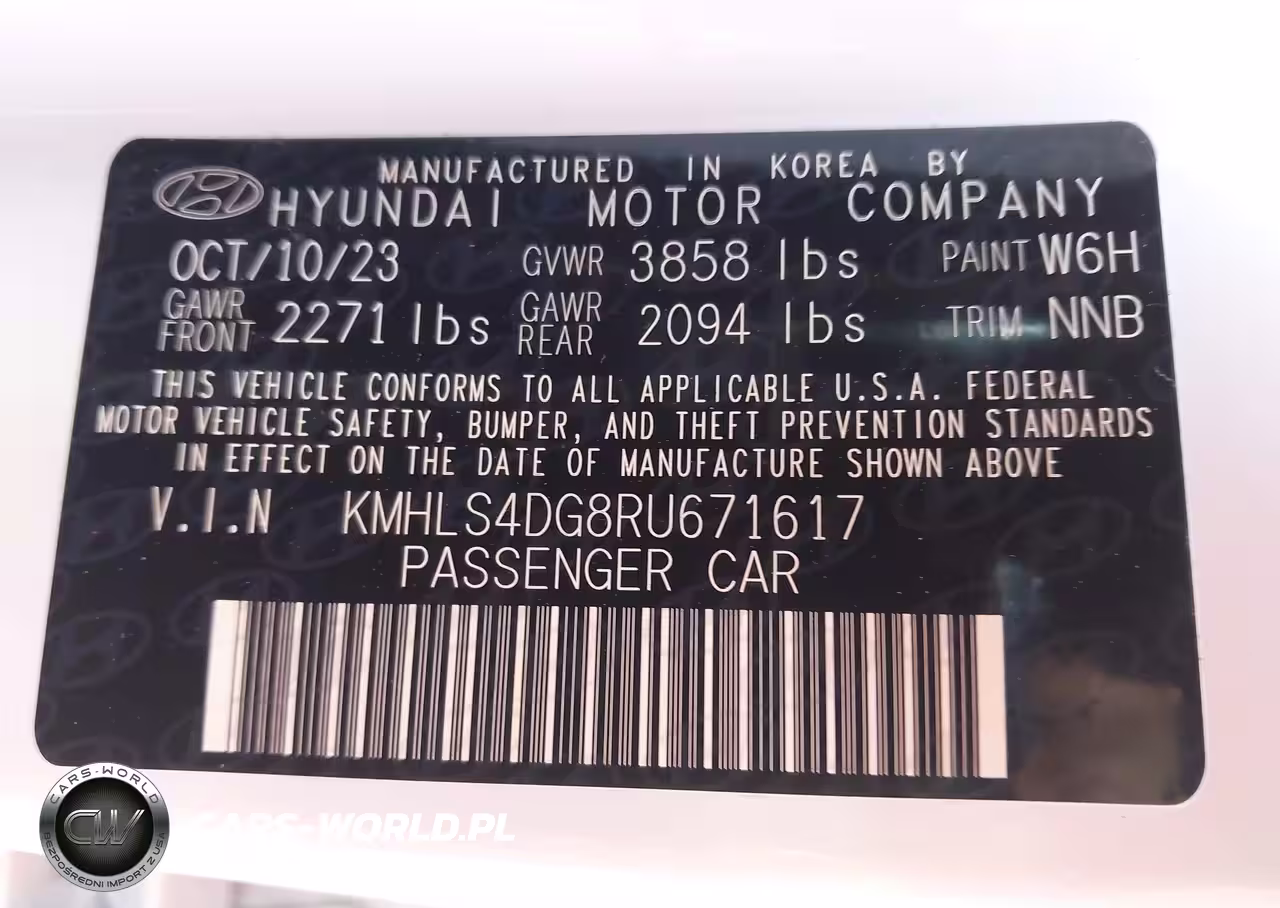 MANUFACTURED IN KOREA BY
HYUNDAI MOTOR COMPANY
OCT/10/23 GVWR 3858 lbs PAINT W6H
GAWR FRONT 2271 lbs GAWR REAR 2094 lbs TRIM NNB
THIS VEHICLE CONFORMS TO ALL APPLICABLE U.S.A. FEDERAL
MOTOR VEHICLE SAFETY, BUMPER, AND THEFT PREVENTION STANDARDS
IN EFFECT ON THE DATE OF MANUFACTURE SHOWN ABOVE
V.I.N KMHLS4DG8RU671617
PASSENGER CAR
CARS-WORLD
CW
BEZPOŚREDNI IMPORT Z USA
CARS-WORLD.PL